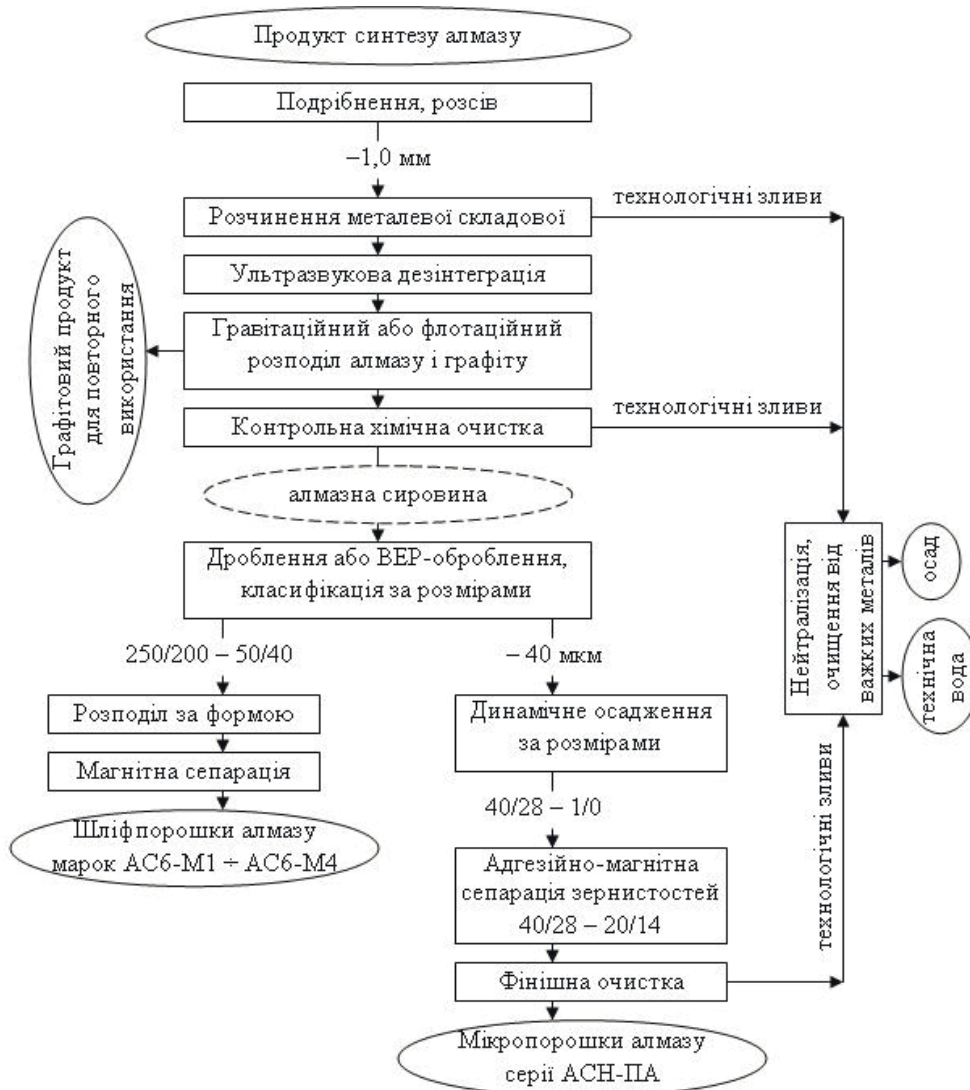 Продукт синтезу алмазу
Подрібнення, розсів
–1,0 мм
Розчинення металевої складової
технологічні зливи
Ультразвукова дезінтеграція
Гравітаційний або флотаційний
розподіл алмазу і графіту
Графітовий продукт
для повторного
використання
Контрольна хімічна очистка
технологічні зливи
алмазна сировина
Дроблення або ВЕР-оброблення,
класифікація за розмірами
250/200 – 50/40
– 40 мкм
Розподіл за формою
Магнітна сепарація
Шліфпорошки алмазу
марок АС6-М1 ÷ АС6-М4
Динамічне осадження
за розмірами
40/28 – 1/0
Адгезійно-магнітна
сепарація зернистостей
40/28 – 20/14
Фінішна очистка
технологічні зливи
Мікропорошки алмазу
серії АСН-ПА
Нейтралізація,
очищення від
важких металів
осад
технічна
вода